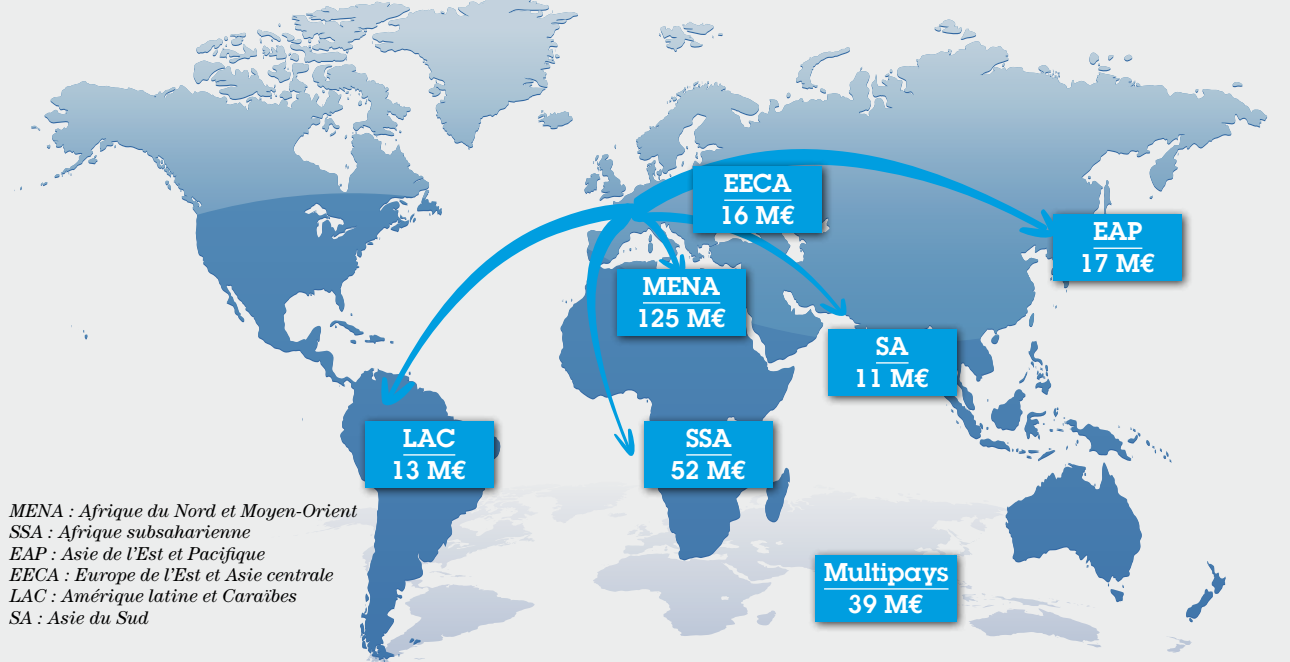 EECA
16 M€
EAP
17 M€
MENA
125 M€
SA
11 M€
LAC
13 M€
SSA
52 M€
MENA : Afrique du Nord et Moyen-Orient
SSA : Afrique subsaharienne
EAP : Asie de l'Est et Pacifique
EECA : Europe de l'Est et Asie centrale
LAC : Amérique latine et Caraïbes
SA : Asie du Sud
Multipays
39 M€